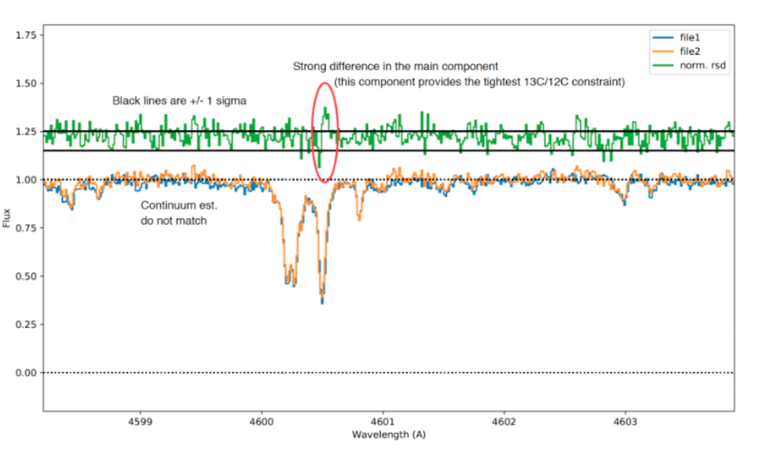 1.75
1.50
1.25
1.00
0.75
0.50
0.25
0.00
Flux
file1
file2
norm. rsd
Strong difference in the main component
(this component provides the tightest 13C/12C constraint)
Black lines are +/- 1 sigma
Continuum est.
do not match
4599
4600
4601
4602
4603
Wavelength (A)